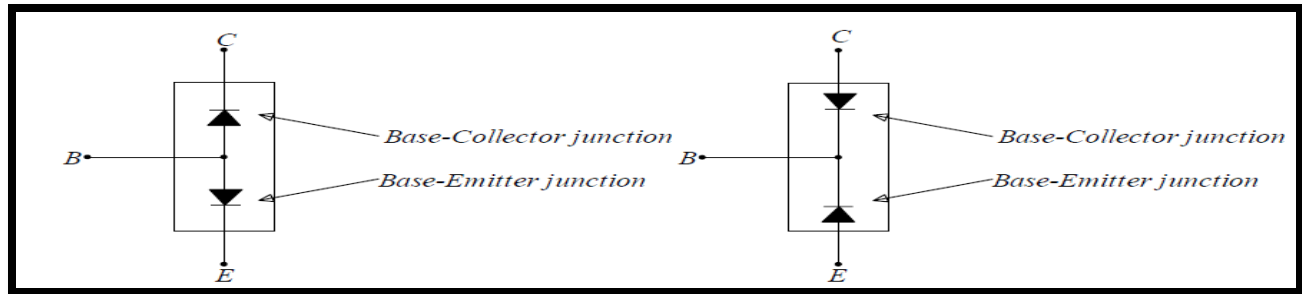 C
Base-Collector junction
B
Base-Emitter junction
E
C
Base-Collector junction
B
Base-Emitter junction
E